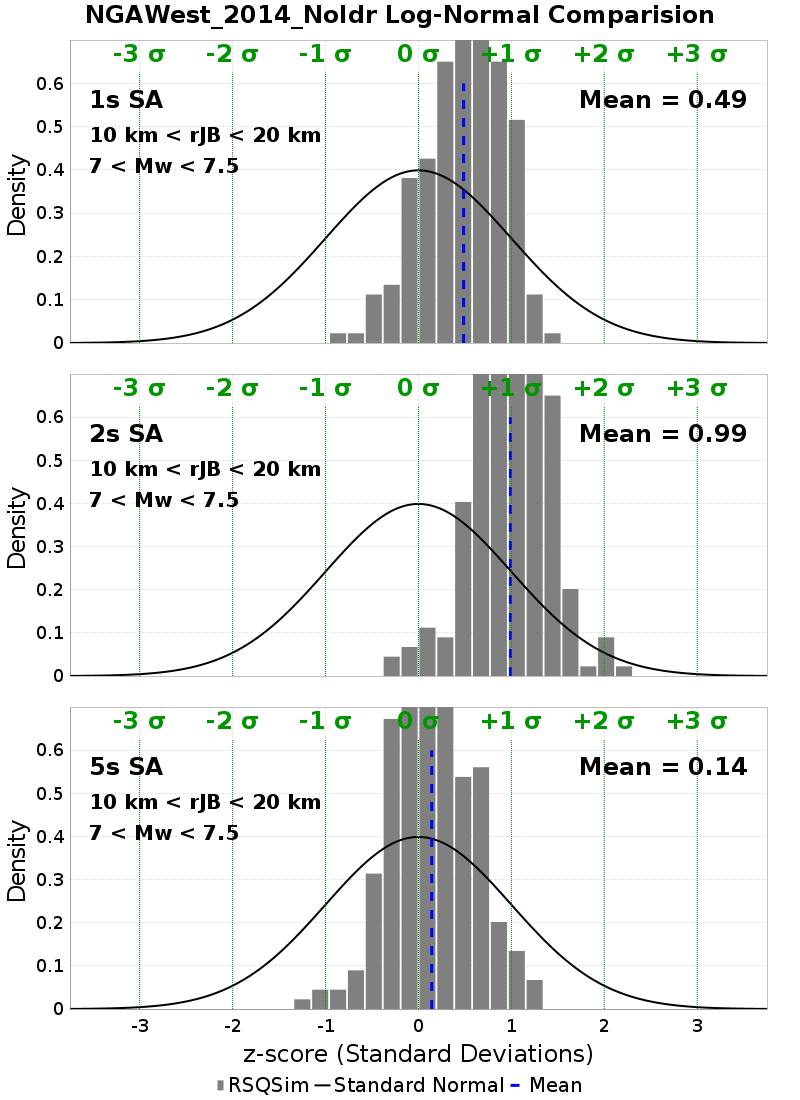 NGAWest_2014_NoIdr Log-Normal Comparision
-3 σ -2 σ -1 σ 0 σ +1 σ +2 σ +3 σ
1s SA
Mean = 0.49
10 km < rJB < 20 km
7 < Mw < 7.5
Density
0.6
0.5
0.4
0.3
0.2
0.1
0
-3 σ -2 σ -1 σ 0 σ +1 σ +2 σ +3 σ
2s SA
Mean = 0.99
10 km < rJB < 20 km
7 < Mw < 7.5
Density
0.6
0.5
0.4
0.3
0.2
0.1
0
-3 σ -2 σ -1 σ 0 σ +1 σ +2 σ +3 σ
5s SA
Mean = 0.14
10 km < rJB < 20 km
7 < Mw < 7.5
Density
0.6
0.5
0.4
0.3
0.2
0.1
0
-3 -2 -1 0 1 2 3
z-score (Standard Deviations)
RSQSim Standard Normal Mean